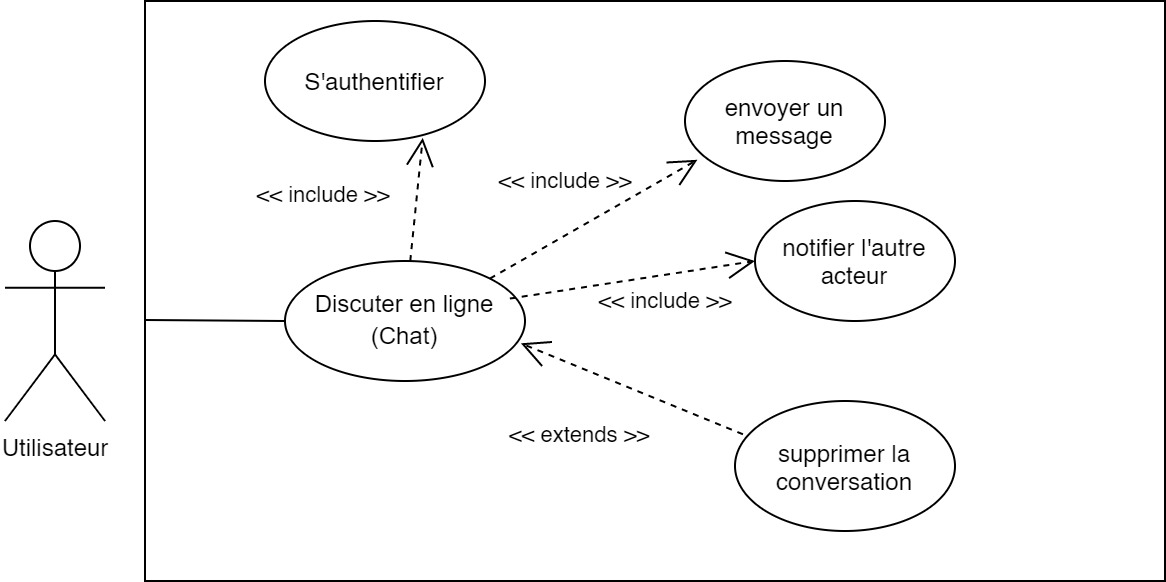 S'authentifier
envoyer un
message
<< include >>
<< include >>
notifier l'autre
acteur
Discuter en ligne
(Chat)
<< include >>
Utilisateur
<< extends >>
supprimer la
conversation